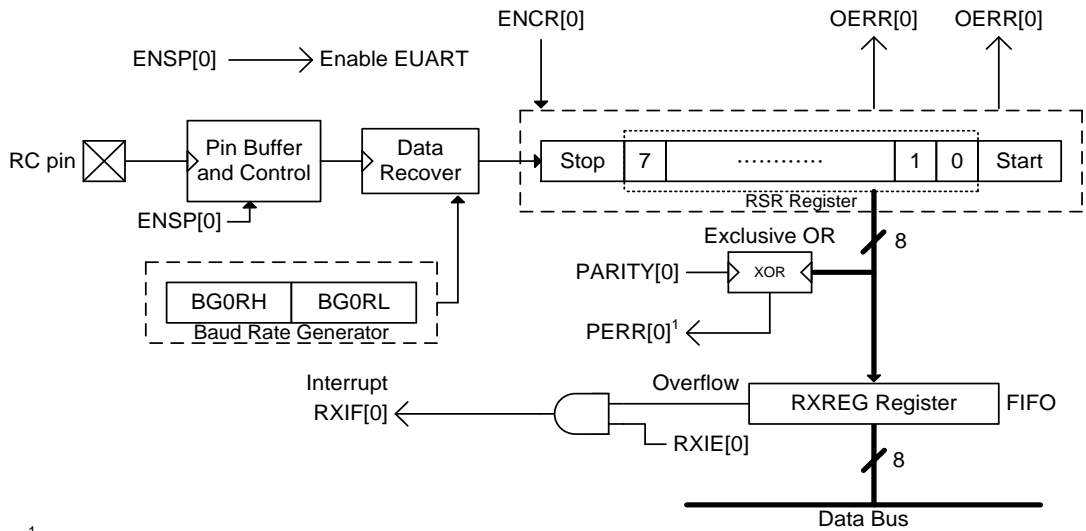 ENCR[0]
OERR[0]
OERR[0]
ENSP[0]
Enable EUART
RC pin
Pin Buffer
and Control
Data
Recover
Stop
7
............
1
0
Start
RSR Register
ENSP[0]
8
Exclusive OR
PARITY[0]
XOR
BG0RH
BG0RL
Baud Rate Generator
PERR[0]¹
Interrupt
RXIF[0]
Overflow
RXREG Register
FIFO
RXIE[0]
8
Data Bus
1